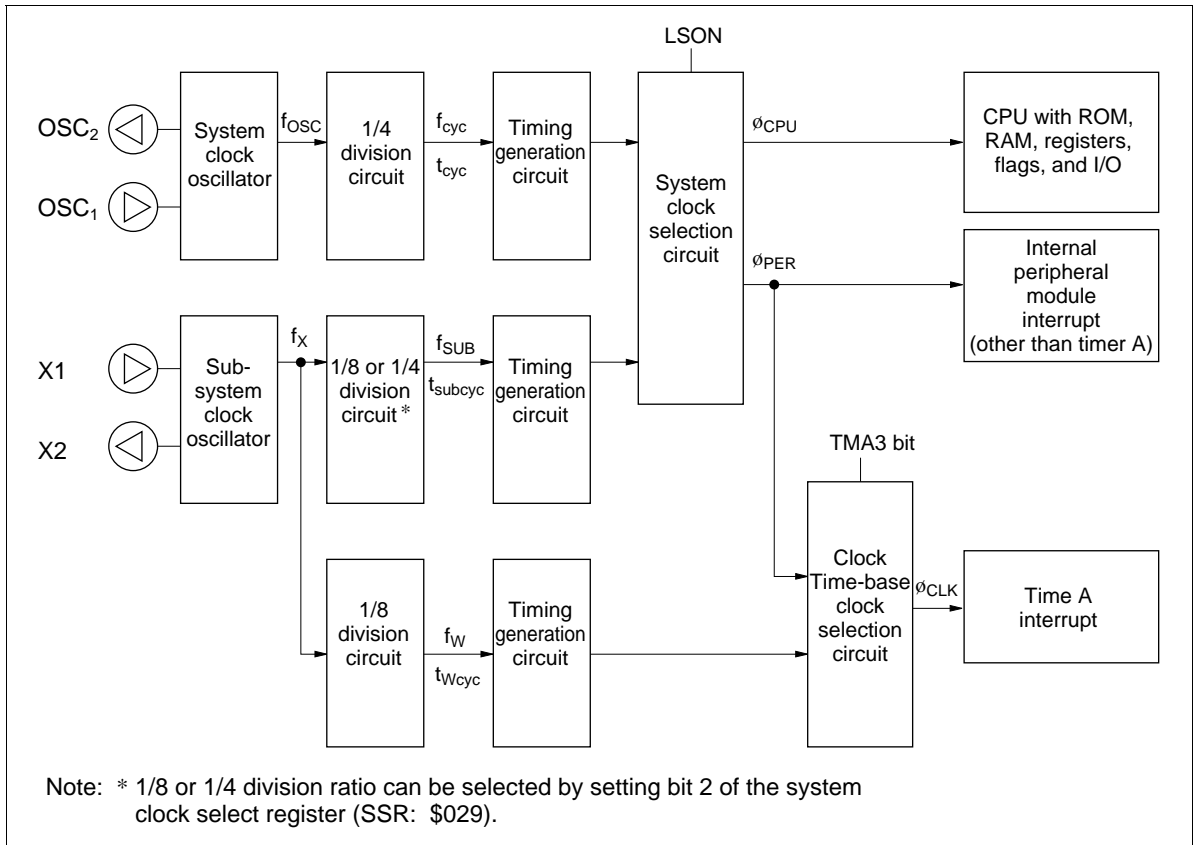 LSON
OSC2
OSC1
System
clock
oscillator
fOSC
1/4
division
circuit
fcyc
tcyc
Timing
generation
circuit
System
clock
selection
circuit
øCPU
øPER
CPU with ROM,
RAM, registers,
flags, and I/O
Internal
peripheral
module
interrupt
(other than timer A)
X1
X2
Sub-
system
clock
oscillator
fX
1/8 or 1/4
division
circuit *
fSUB
tsubcyc
Timing
generation
circuit
TMA3 bit
1/8
division
circuit
fW
tWcyc
Timing
generation
circuit
Clock
Time-base
clock
selection
circuit
øCLK
Time A
interrupt
Note: * 1/8 or 1/4 division ratio can be selected by setting bit 2 of the system
clock select register (SSR: $029).